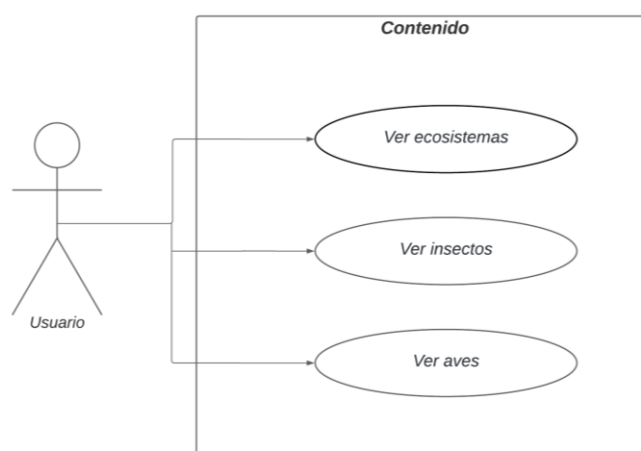 Contenido
Ver ecosistemas
Ver insectos
Usuario
Ver aves